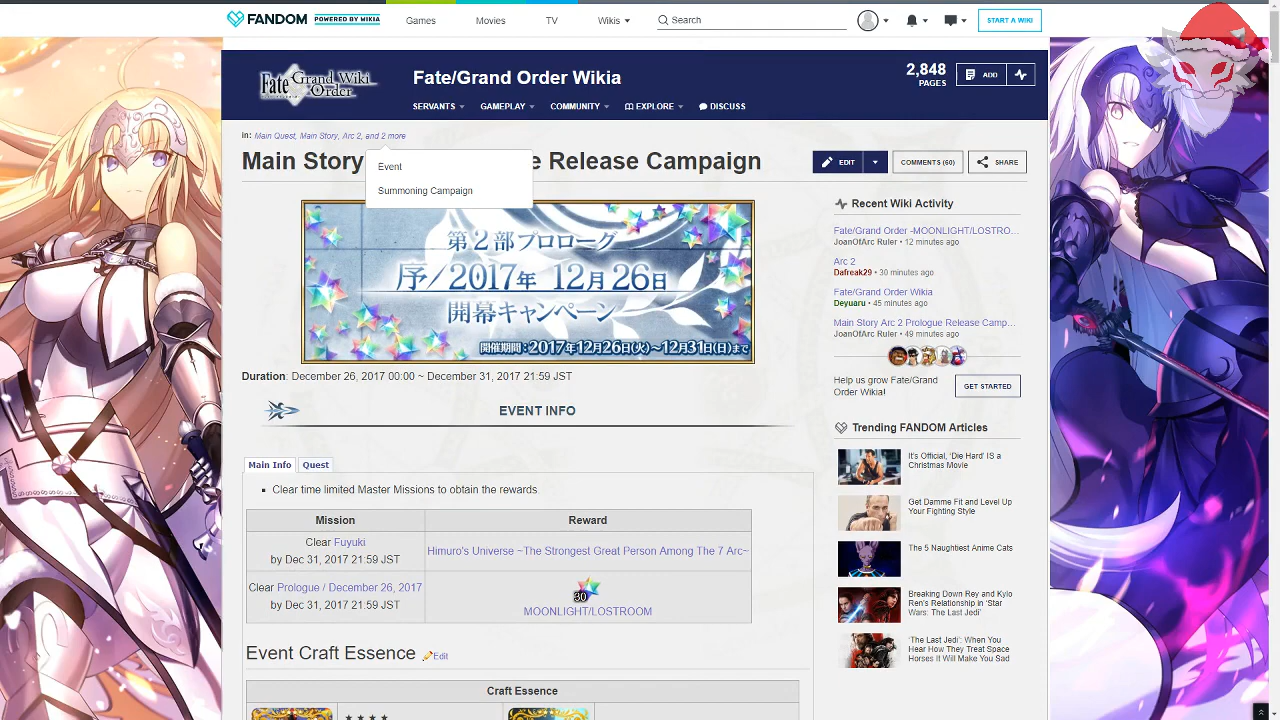 FANDOM POWERED BY WIKIA Games Movies TV Wikis Search START A WIKI
Fate Grand Order Wiki
Fate/Grand Order Wikia
2,848 PAGES
ADD
SERVANTS GAMEPLAY COMMUNITY EXPLORE DISCUSS
in: Main Quest, Main Story, Arc 2, and 2 more
Event
Summoning Campaign
Main Story e Release Campaign
EDIT COMMENTS (60) SHARE
第2部プロローグ
序/2017年 12月26日
開幕キャンペーン
開催期間:2017年12月26日(火)~12月31日(日)まで
Duration: December 26, 2017 00:00 ~ December 31, 2017 21:59 JST
EVENT INFO
Main Info Quest
Clear time limited Master Missions to obtain the rewards
Mission Reward
Clear Fuyuki
by Dec 31, 2017 21:59 JST
Himuro's Universe ~The Strongest Great Person Among The 7 Arc~
Clear Prologue / December 26, 2017
by Dec 31, 2017 21:59 JST
30
MOONLIGHT/LOSTROOM
Event Craft Essence Edit
Craft Essence
Recent Wiki Activity
Fate/Grand Order -MOONLIGHT/LOSTRO...
JoanOfArc Ruler • 12 minutes ago
Arc 2
Dafreak29 • 30 minutes ago
Fate/Grand Order Wikia
Deyuaru • 45 minutes ago
Main Story Arc 2 Prologue Release Camp...
JoanOfArc Ruler • 49 minutes ago
Help us grow Fate/Grand
Order Wikia!
GET STARTED
Trending FANDOM Articles
It's Official, 'Die Hard' IS a
Christmas Movie
Get Damme Fit and Level Up
Your Fighting Style
The 5 Naughtiest Anime Cats
Breaking Down Rey and Kylo
Ren's Relationship in 'Star
Wars: The Last Jedi'
'The Last Jedi': When You
Hear How They Treat Space
Horses It Will Make You Sad